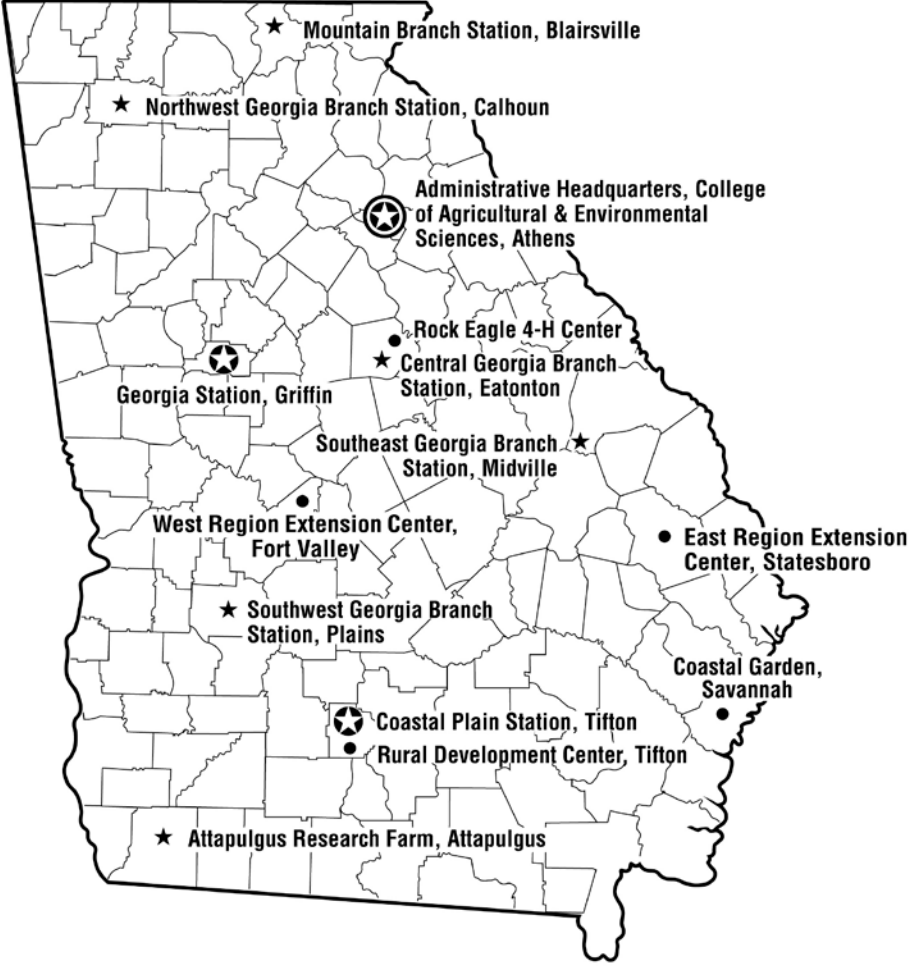 Mountain Branch Station, Blairsville
Northwest Georgia Branch Station, Calhoun
Administrative Headquarters, College
of Agricultural & Environmental
Sciences, Athens
Rock Eagle 4-H Center
Central Georgia Branch
Station, Eatonton
Georgia Station, Griffin
Southeast Georgia Branch
Station, Midville
West Region Extension Center,
Fort Valley
East Region Extension
Center, Statesboro
Southwest Georgia Branch
Station, Plains
Coastal Garden,
Savannah
Coastal Plain Station, Tifton
Rural Development Center, Tifton
Attapulgus Research Farm, Attapulgus